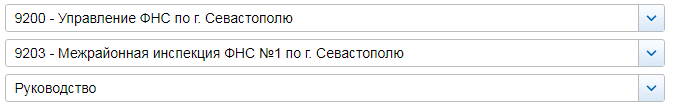 9200 - Управление ФНС по г. Севастополю
9203 - Межрайонная инспекция ФНС №1 по г. Севастополю
Руководство